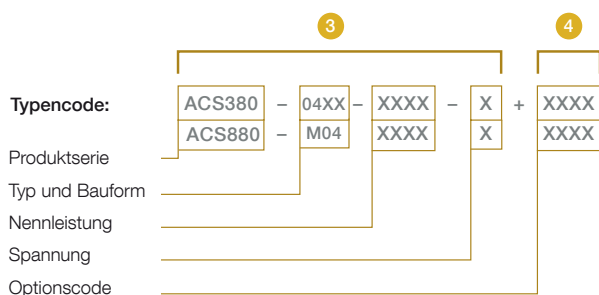 3 4
Typencode: ACS380 – 04XX – XXXX – X + XXXX
ACS880 – M04 XXXX X XXXX
Produktserie
Typ und Bauform
Nennleistung
Spannung
Optionscode